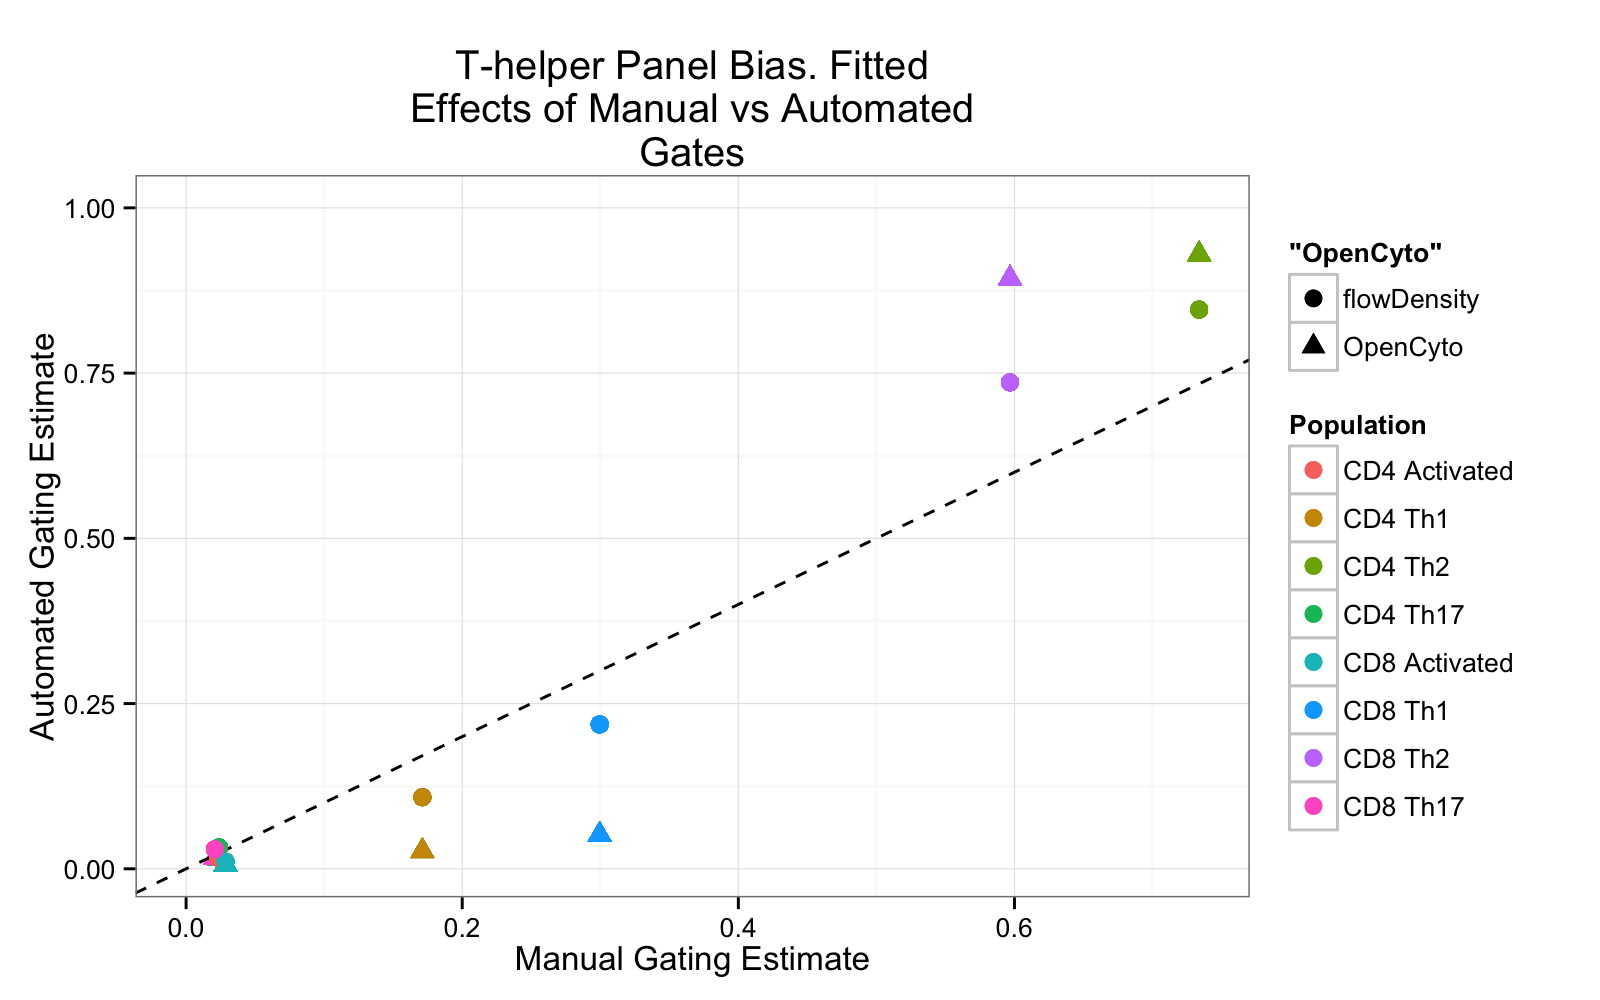 T-helper Panel Bias. Fitted
Effects of Manual vs Automated
Gates
Automated Gating Estimate
1.00
0.75
0.50
0.25
0.00
0.0
0.2
0.4
0.6
Manual Gating Estimate
"OpenCyto"
flowDensity
OpenCyto
Population
CD4 Activated
CD4 Th1
CD4 Th2
CD4 Th17
CD8 Activated
CD8 Th1
CD8 Th2
CD8 Th17